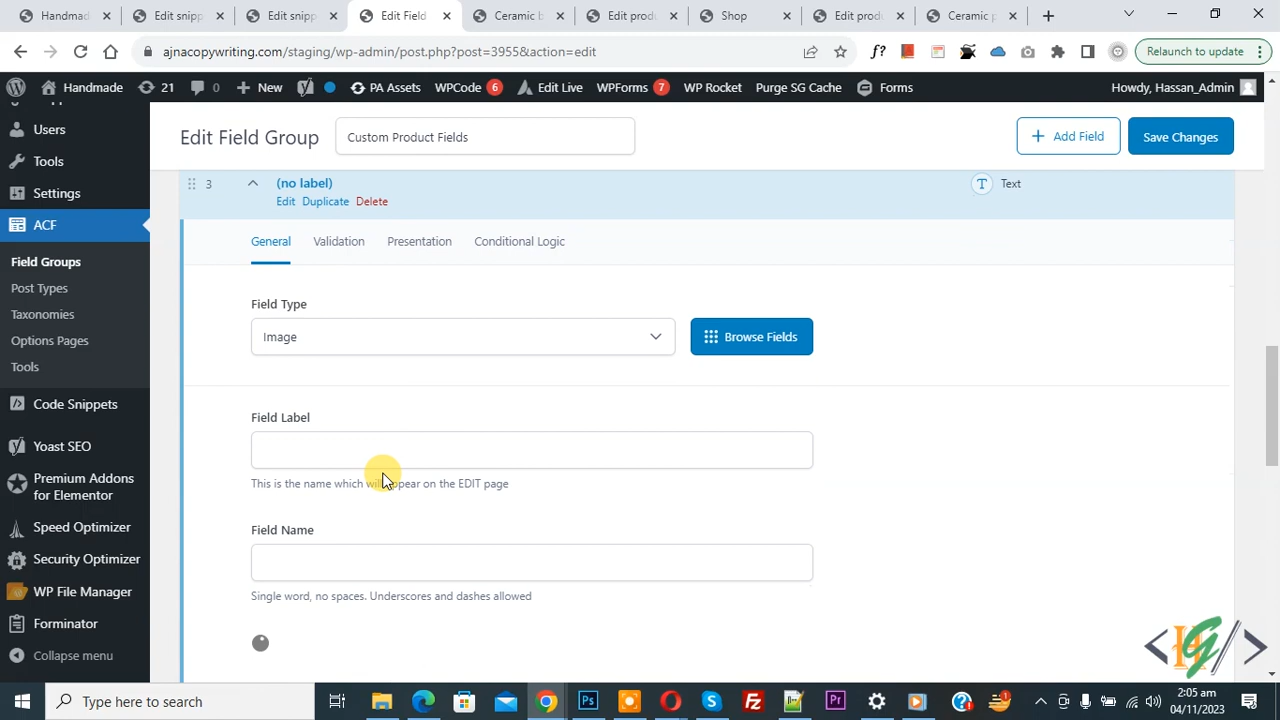 Handmad
Edit snipp
Edit snipp
Edit Field
Ceramic b
Edit produ
Shop
Edit produ
Ceramic p
ajnacopywriting.com/staging/wp-admin/post.php?post=3955&action=edit
f?
Relaunch to update
Handmade
21
0
New
PA Assets
WPCode 6
Edit Live
WPForms 7
WP Rocket
Purge SG Cache
Forms
Howdy, Hassan_Admin
Users
Tools
Settings
ACF
Field Groups
Post Types
Taxonomies
Options Pages
Tools
Code Snippets
Yoast SEO
Premium Addons
for Elementor
Speed Optimizer
Security Optimizer
WP File Manager
Forminator
Collapse menu
Edit Field Group
Custom Product Fields
Add Field
Save Changes
3
(no label)
T Text
Edit Duplicate Delete
General
Validation
Presentation
Conditional Logic
Field Type
Image
Browse Fields
Field Label
This is the name which will appear on the EDIT page
Field Name
Single word, no spaces. Underscores and dashes allowed
Type here to search
2:05 am
04/11/2023